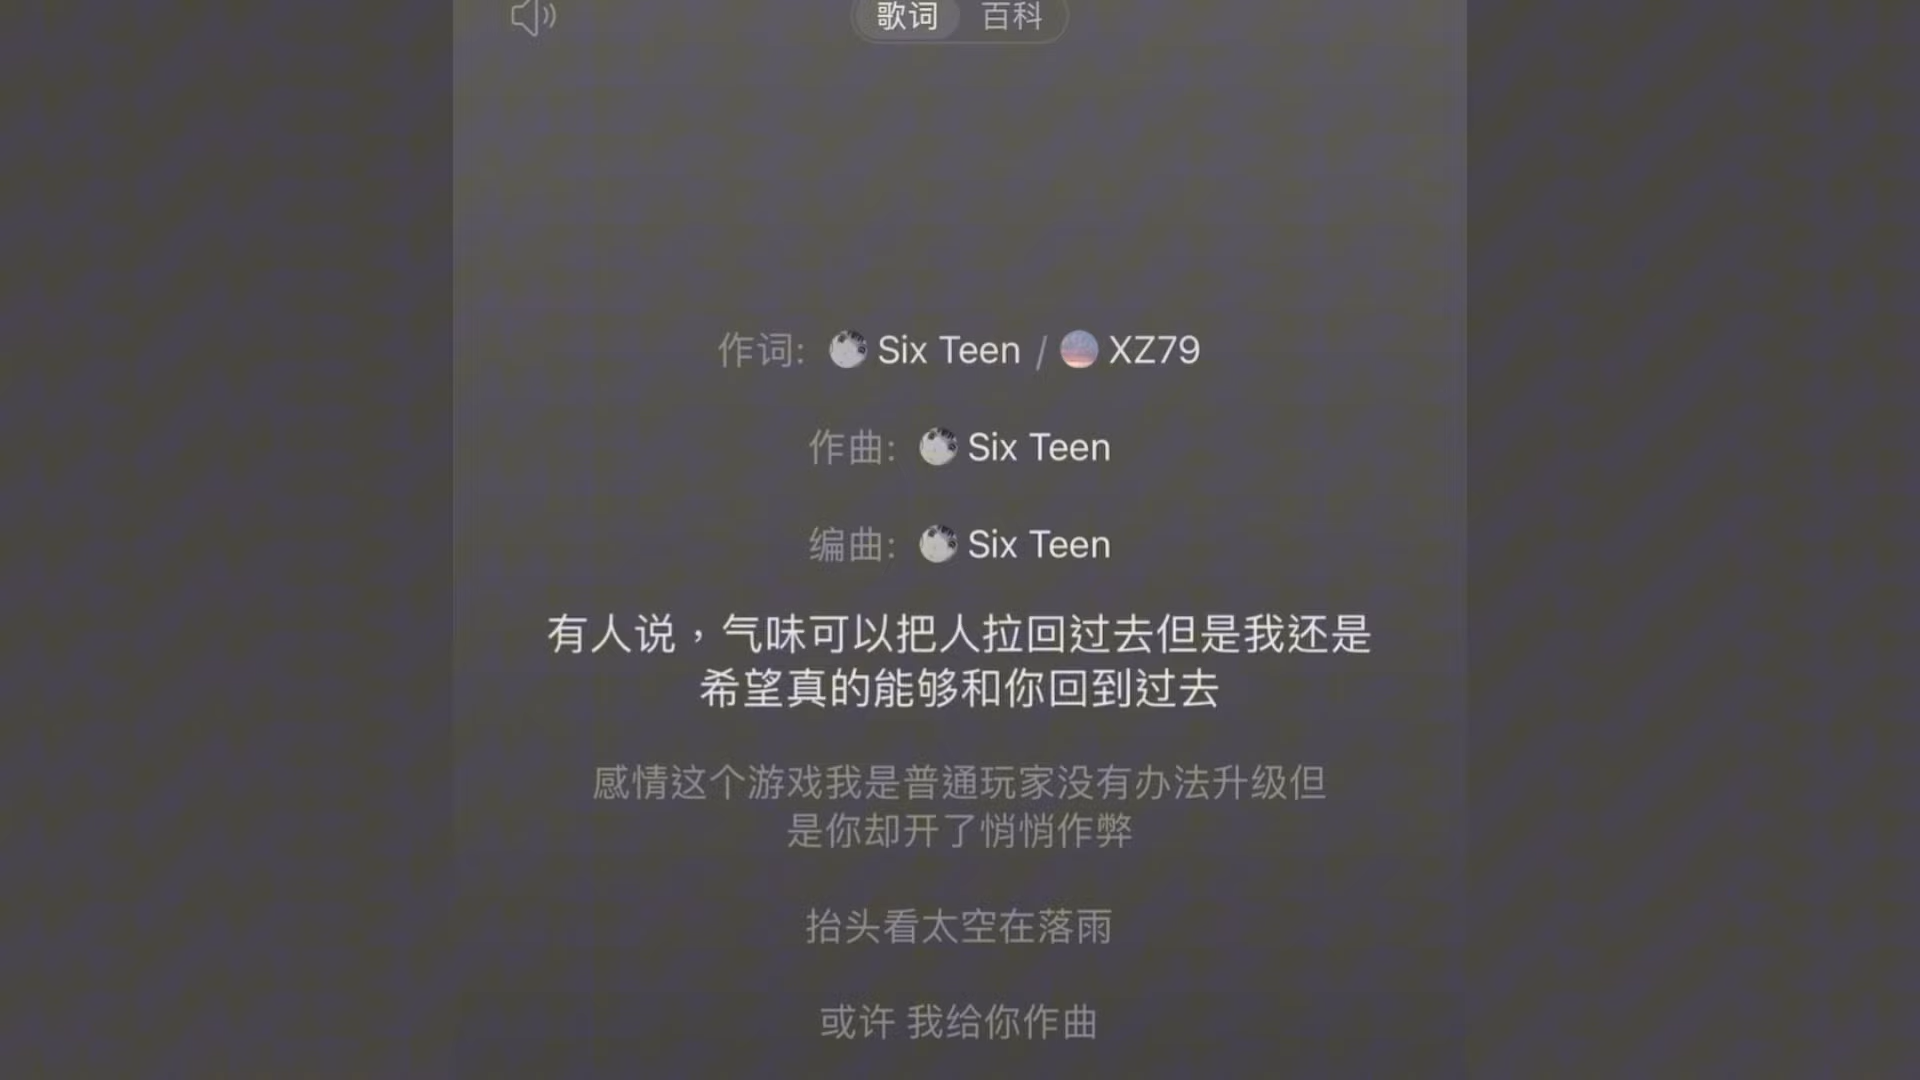 歌词 百科
作词: Six Teen / XZ79
作曲: Six Teen
编曲: Six Teen
有人说，气味可以把人拉回过去但是我还是
希望真的能够和你回到过去
感情这个游戏我是普通玩家没有办法升级但
是你却开了悄悄作弊
抬头看太空在落雨
或许 我给你作曲